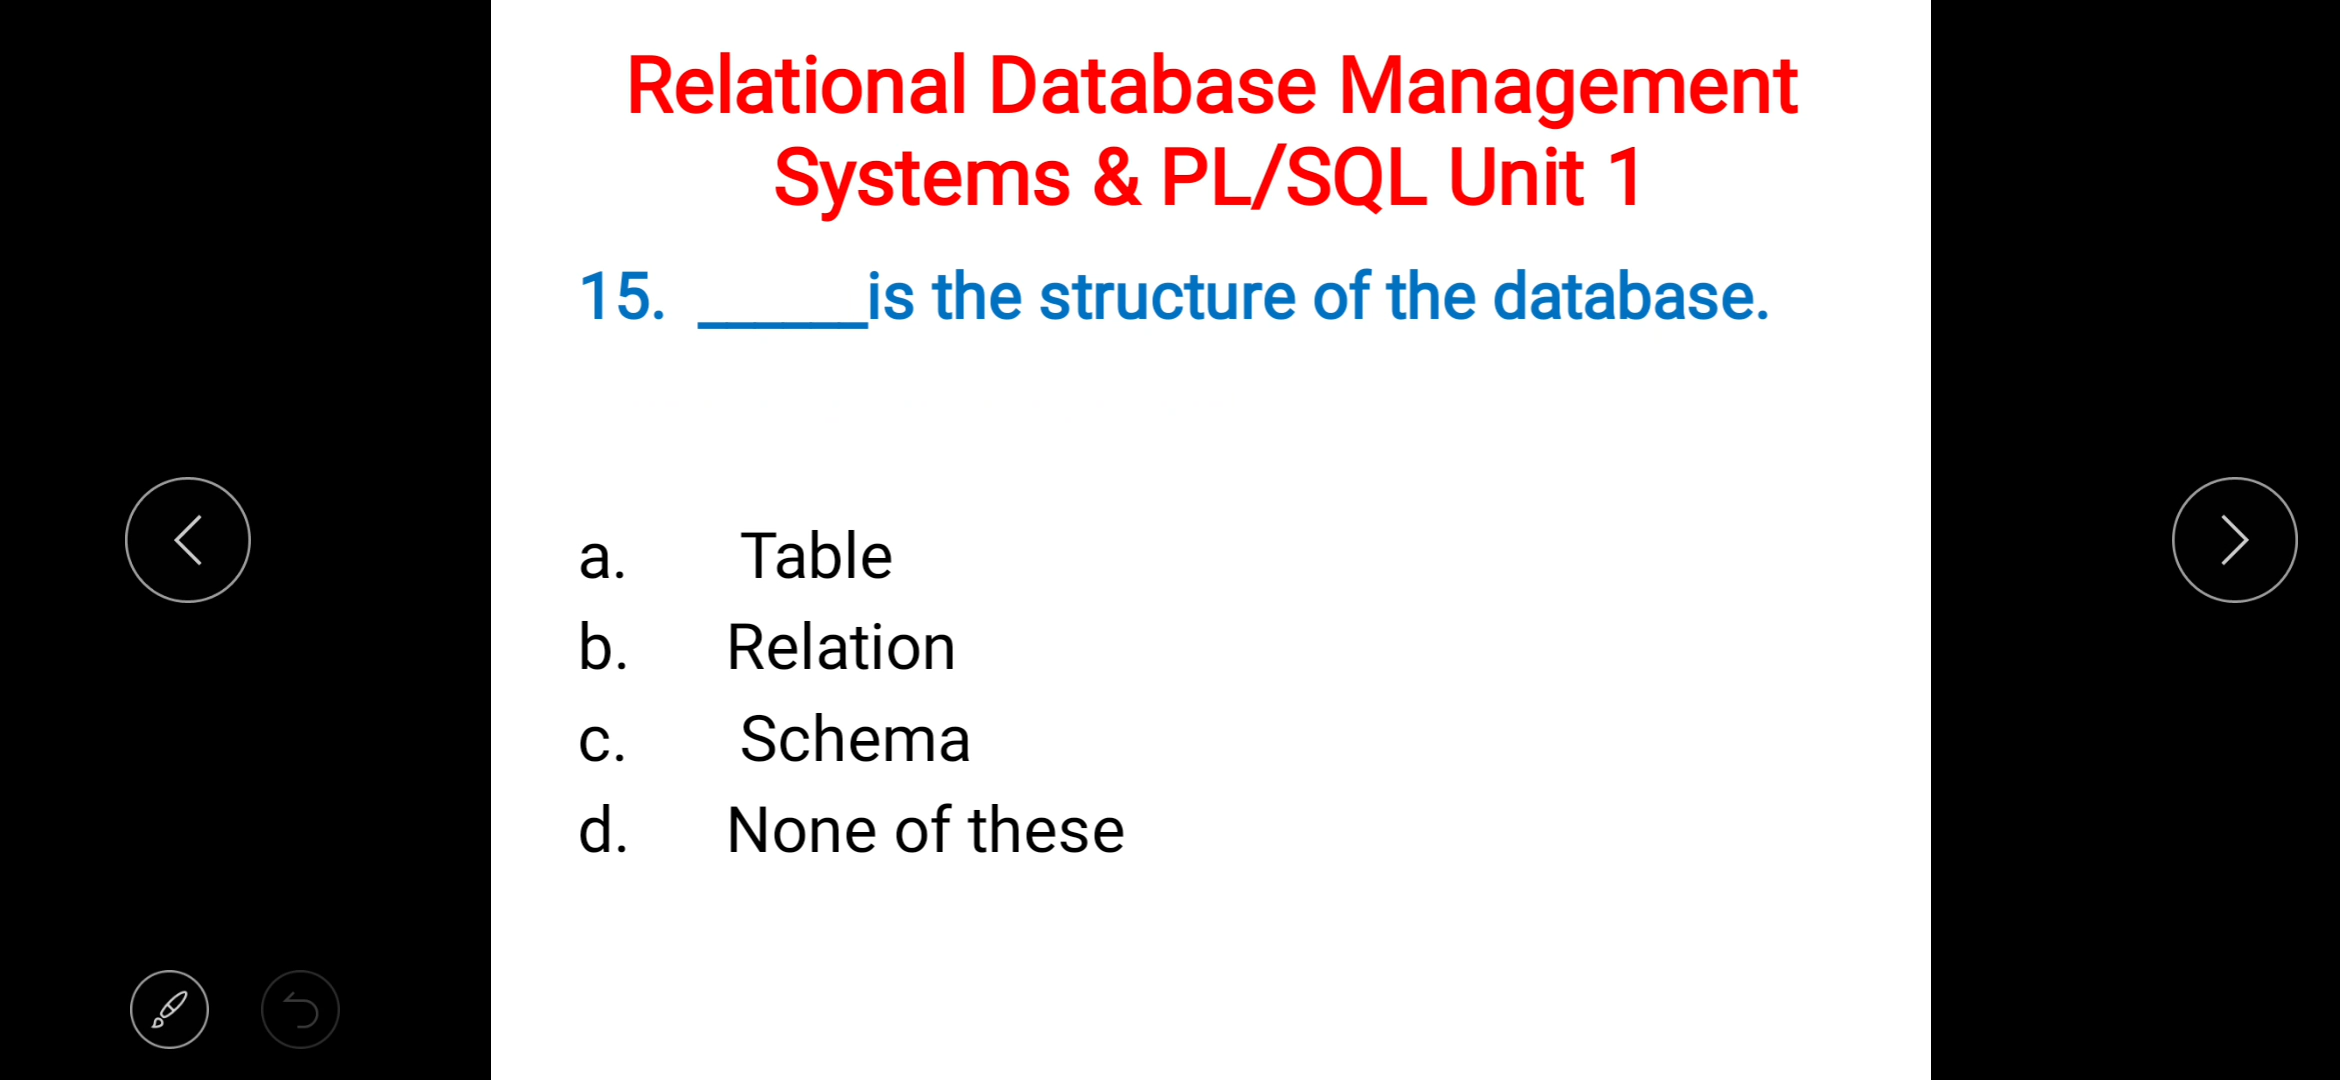 Relational Database Management
Systems & PL/SQL Unit 1
15. ______is the structure of the database.
a. Table
b. Relation
c. Schema
d. None of these